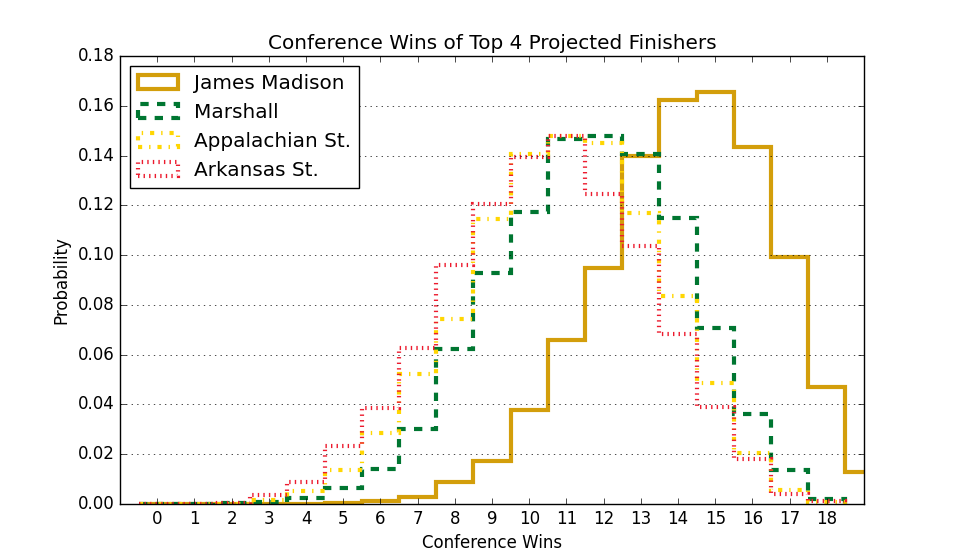 Conference Wins of Top 4 Projected Finishers
0.18
0.16
0.14
0.12
0.10
0.08
0.06
0.04
0.02
0.00
Probability
James Madison
Marshall
Appalachian St.
Arkansas St.
0 1 2 3 4 5 6 7 8 9 10 11 12 13 14 15 16 17 18
Conference Wins